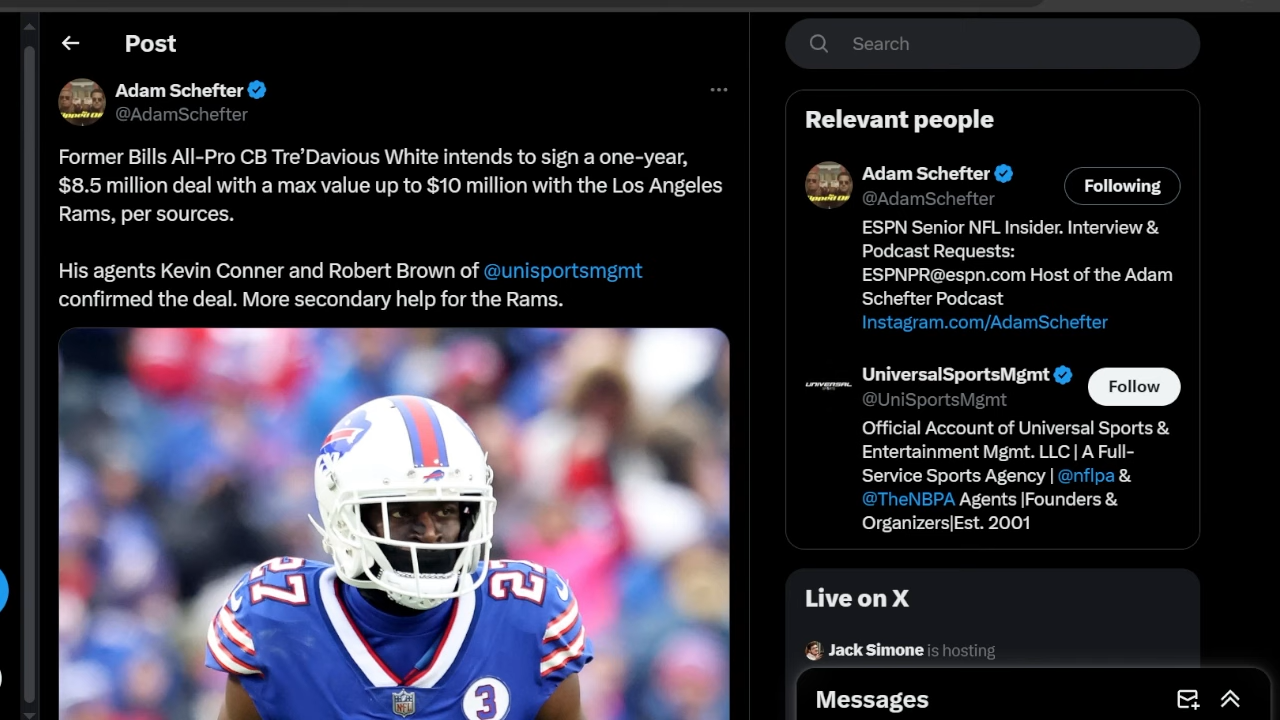 Post
Search
Adam Schefter
@AdamSchefter
Former Bills All-Pro CB Tre’Davious White intends to sign a one-year,
$8.5 million deal with a max value up to $10 million with the Los Angeles
Rams, per sources.
His agents Kevin Conner and Robert Brown of @unisportsmgmt
confirmed the deal. More secondary help for the Rams.
27
27
NFL
3
Relevant people
Adam Schefter
@AdamSchefter
Following
ESPN Senior NFL Insider. Interview &
Podcast Requests:
ESPNPR@espn.com Host of the Adam
Schefter Podcast
Instagram.com/AdamSchefter
UNIVERSAL
UniversalSportsMgmt
@UniSportsMgmt
Follow
Official Account of Universal Sports &
Entertainment Mgmt. LLC | A Full-
Service Sports Agency | @nflpa &
@TheNBPA Agents |Founders &
Organizers|Est. 2001
Live on X
Jack Simone is hosting
Messages